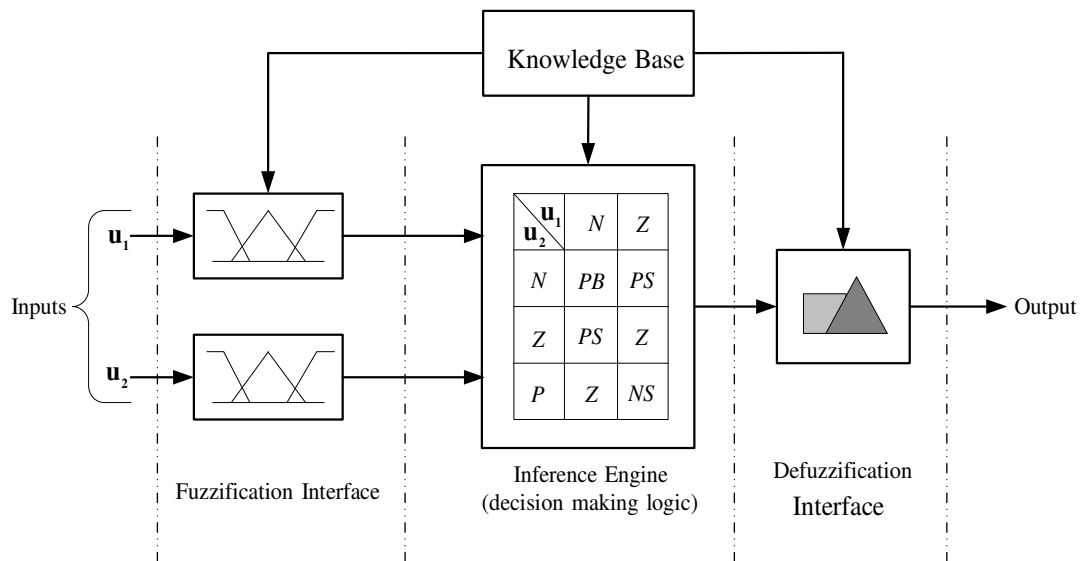 Knowledge Base
Inputs
u1
u2
u1
u2
N Z
N PB PS
Z PS Z
P Z NS
Output
Fuzzification Interface
Inference Engine
(decision making logic)
Defuzzification
Interface